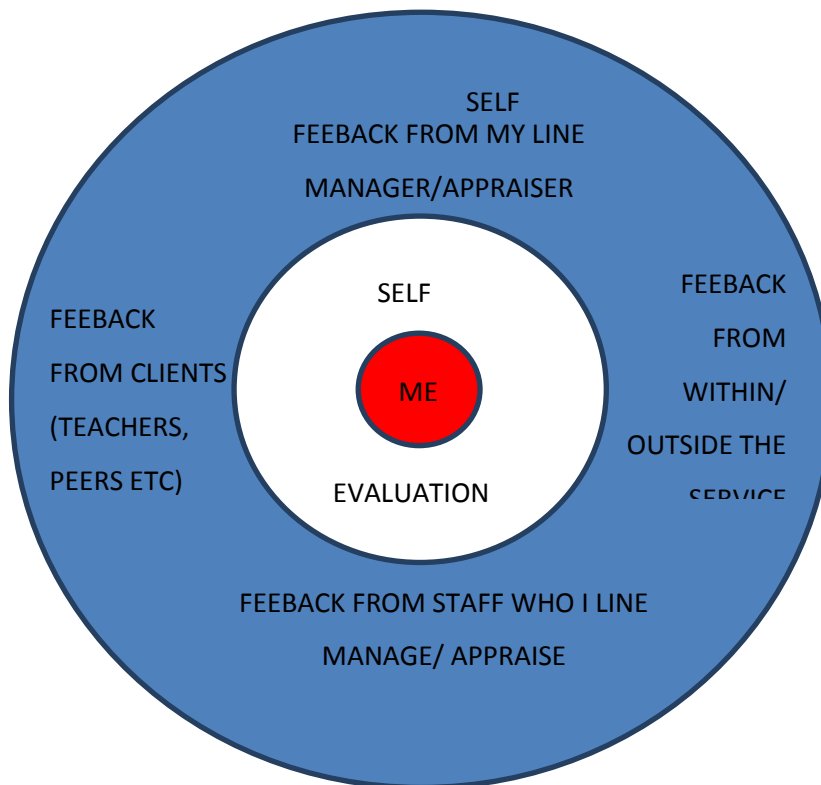 SELF
FEEBACK FROM MY LINE
MANAGER/APPRAISER
SELF
ME
EVALUATION
FEEBACK
FROM CLIENTS
(TEACHERS,
PEERS ETC)
FEEBACK
FROM
WITHIN/
OUTSIDE THE
SERVICE
FEEBACK FROM STAFF WHO I LINE
MANAGE/ APPRAISE